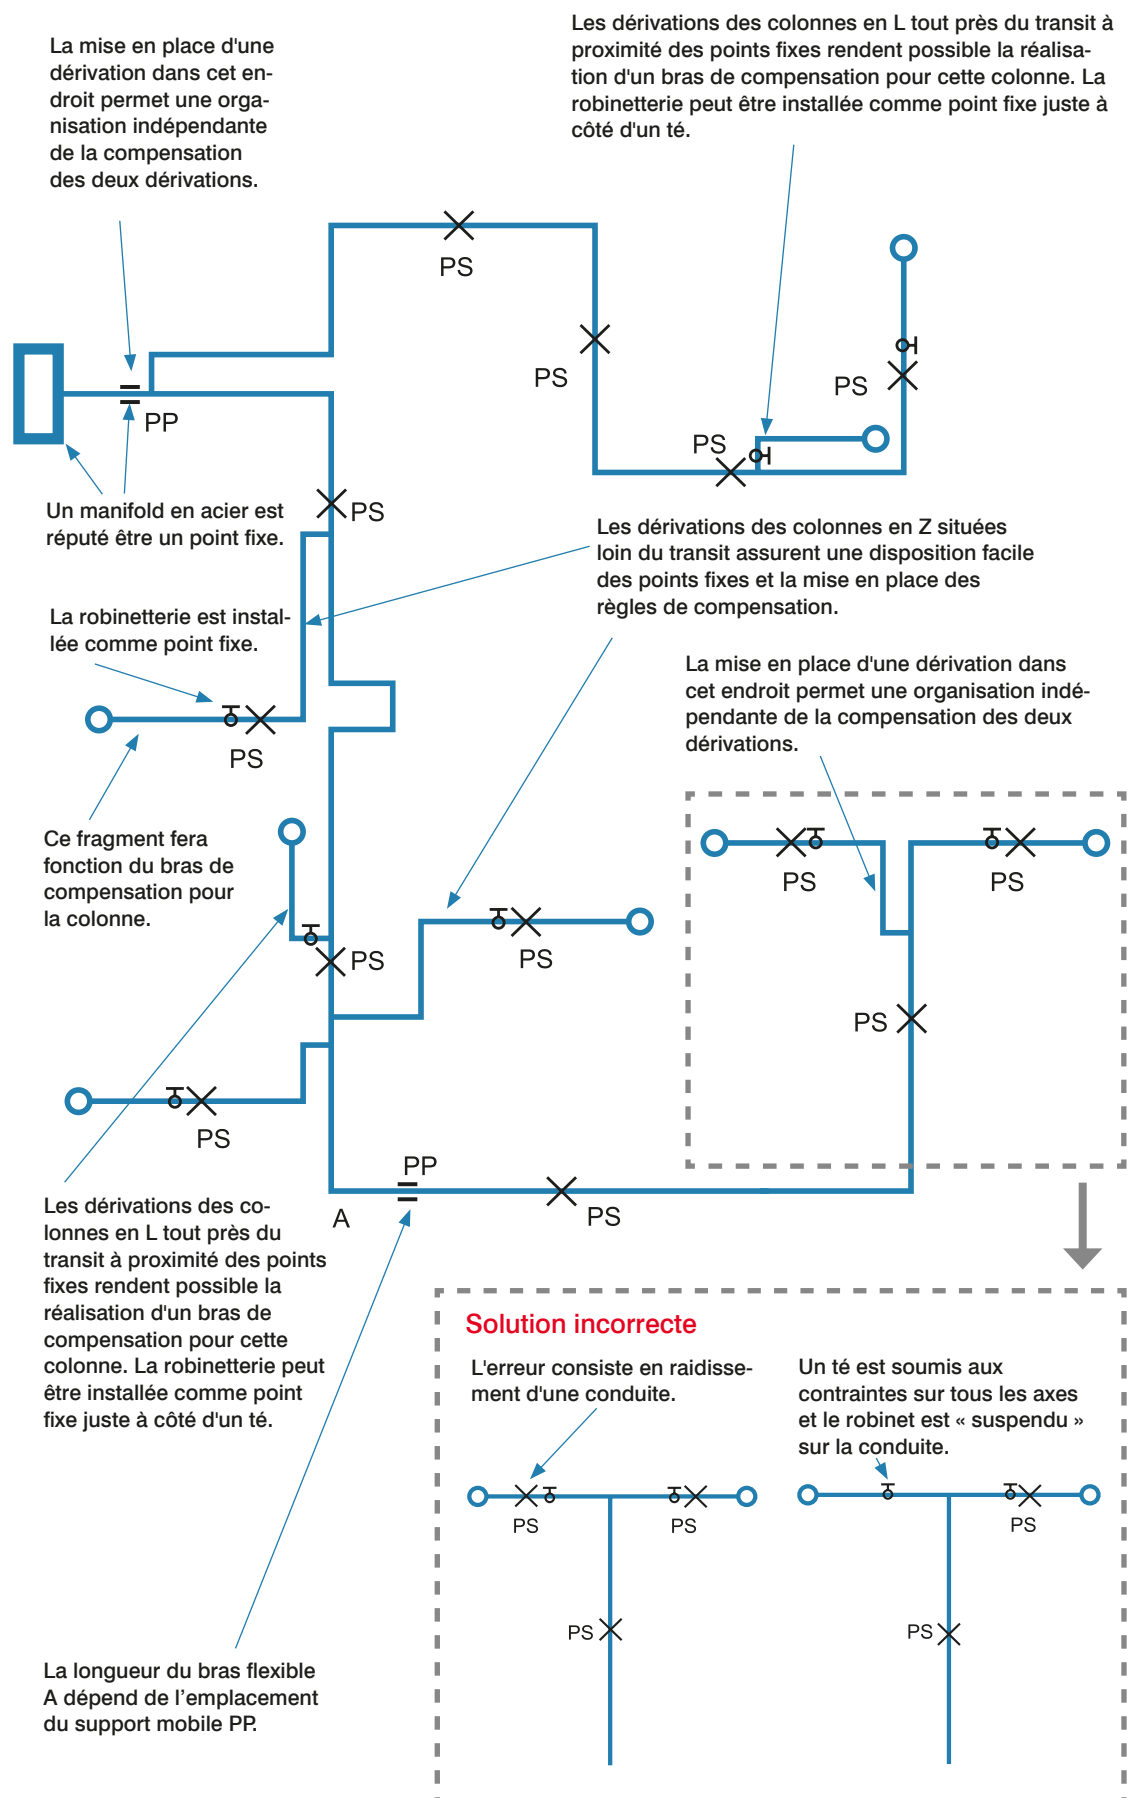 La mise en place d'une
dérivation dans cet en-
droit permet une orga-
nisation indépendante
de la compensation
des deux dérivations.
Les dérivations des colonnes en L tout près du transit à
proximité des points fixes rendent possible la réalisa-
tion d'un bras de compensation pour cette colonne. La
robinetterie peut être installée comme point fixe juste à
côté d'un té.
PS
PS
PS
PP
PS
Un manifold en acier est
réputé être un point fixe.
PS
Les dérivations des colonnes en Z situées
loin du transit assurent une disposition facile
des points fixes et la mise en place des
règles de compensation.
La robinetterie est instal-
lée comme point fixe.
La mise en place d'une dérivation dans
cet endroit permet une organisation indé-
pendante de la compensation des deux
dérivations.
PS
Ce fragment fera
fonction du bras de
compensation pour
la colonne.
PS
PS
PS
PS
PS
PS
PP
A
PS
Les dérivations des co-
lonnes en L tout près du
transit à proximité des points
fixes rendent possible la
réalisation d'un bras de
compensation pour cette
colonne. La robinetterie peut
être installée comme point
fixe juste à côté d'un té.
Solution incorrecte
L'erreur consiste en raidisse-
ment d'une conduite.
Un té est soumis aux
contraintes sur tous les axes
et le robinet est « suspendu »
sur la conduite.
PS
PS
PS
PS
PS
La longueur du bras flexible
A dépend de l'emplacement
du support mobile PP.